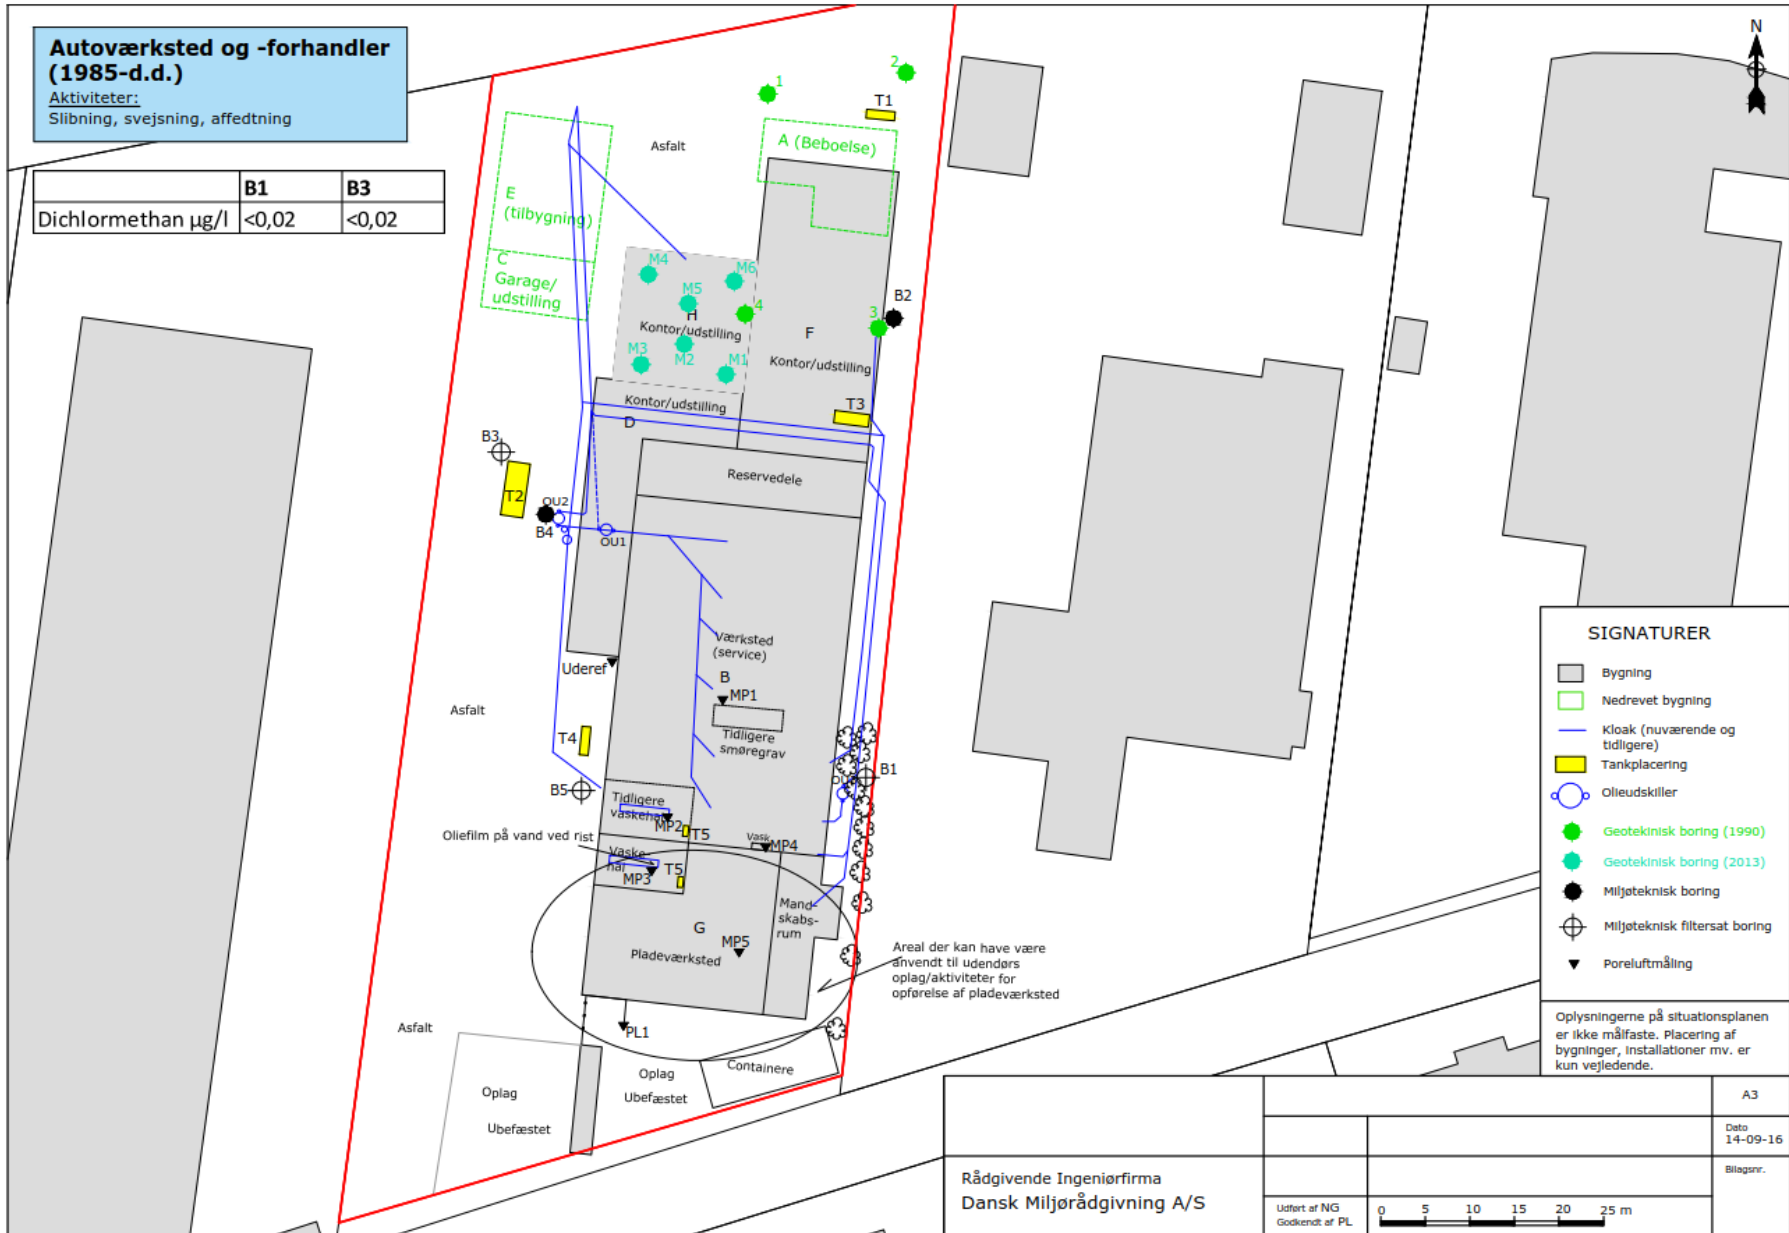 Autoværksted og -forhandler
(1985-d.d.)
Aktiviteter:
Slibning, svejsning, affedtning
B1 B3
Dichlormethan µg/l <0,02 <0,02
N
1
2
T1
A (Beboelse)
Asfalt
E
(tilbygning)
C
Garage/
udstilling
M4
M6
M5
4
H
Kontor/udstilling
M3
M2
M1
F
Kontor/udstilling
3
B2
Kontor/udstilling
D
T3
B3
T2
OU2
B4
OU1
Reservedele
Værksted
(service)
B
MP1
Tidligere
smøregrav
Uderef
Asfalt
T4
B5
B1
OU
Tidligere
vaskehal
MP2
T5
Vask
MP4
Oliefilm på vand ved rist
Vaske-
hal
MP3
T5
Mand-
skabs-
rum
G
MP5
Pladeværksted
Areal der kan have være
anvendt til udendørs
oplag/aktiviteter for
opførelse af pladeværksted
Asfalt
PL1
Containere
Oplag
Ubefæstet
Oplag
Ubefæstet
SIGNATURER
Bygning
Nedrevet bygning
Kloak (nuværende og
tidligere)
Tankplacering
Olieudskiller
Geotekinisk boring (1990)
Geotekinisk boring (2013)
Miljøteknisk boring
Miljøteknisk filtersat boring
Poreluftmåling
Oplysningerne på situationsplanen
er ikke målfaste. Placering af
bygninger, installationer mv. er
kun vejledende.
A3
Dato
14-09-16
Bilagsnr.
Rådgivende Ingeniørfirma
Dansk Miljørådgivning A/S
Udført af NG
Godkendt af PL
0 5 10 15 20 25 m